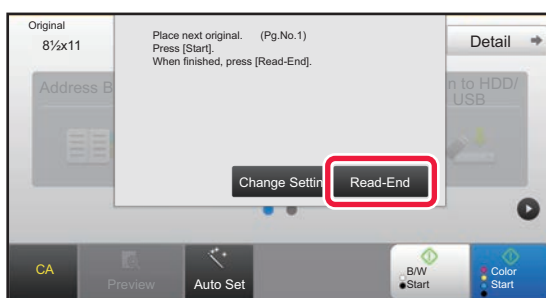 Original
8½x11
Place next original. (Pg.No.1)
Press [Start].
When finished, press [Read-End].
Detail
Address B
n to HDD/
USB
Change Settin
Read-End
CA
Preview
Auto Set
B/W
Start
Color
Start